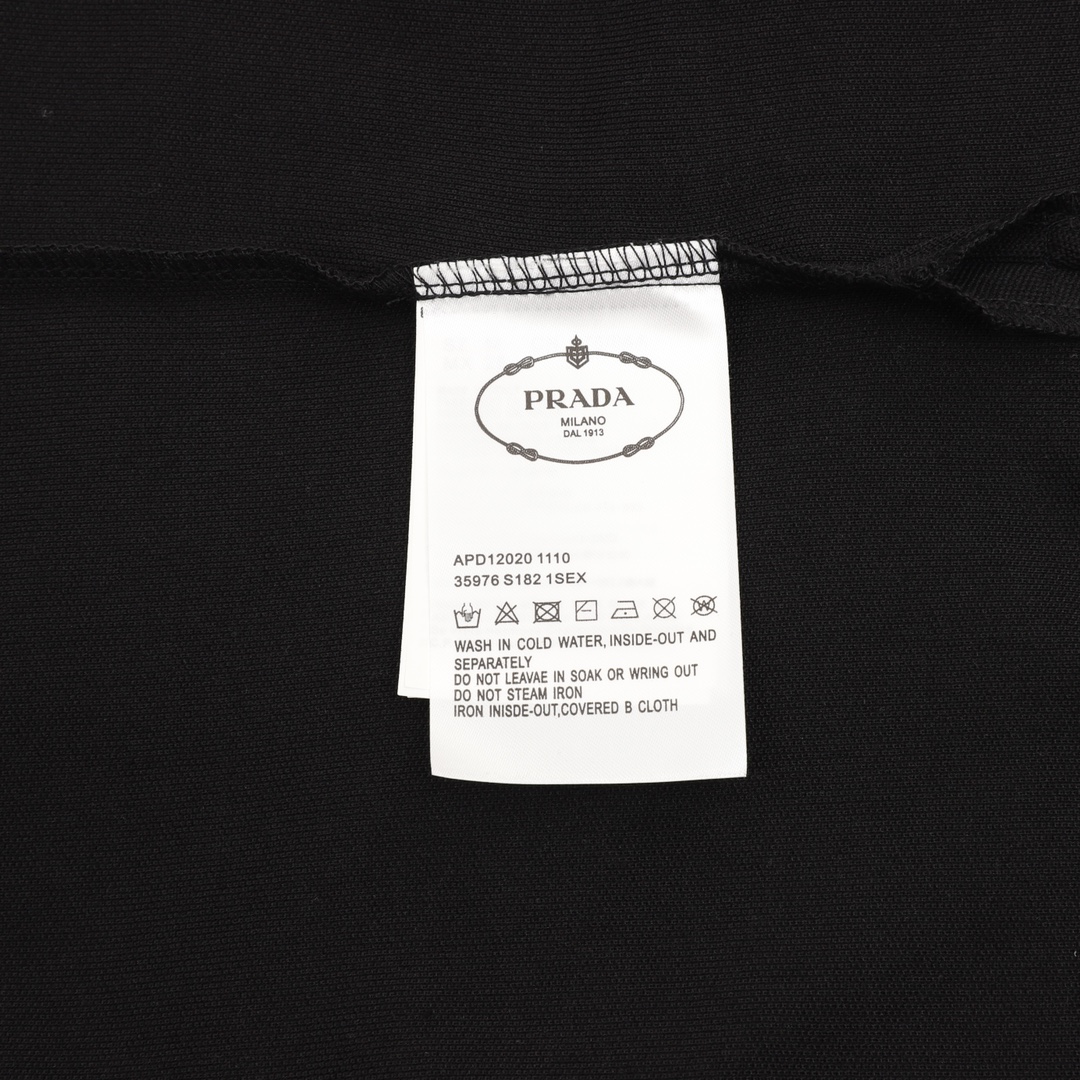 PRADA
MILANO
DAL 1913
APD12020 1110
35976 S182 1SEX
WASH IN COLD WATER, INSIDE-OUT AND
SEPARATELY
DO NOT LEAVAE IN SOAK OR WRING OUT
DO NOT STEAM IRON
IRON INISDE-OUT,COVERED B CLOTH